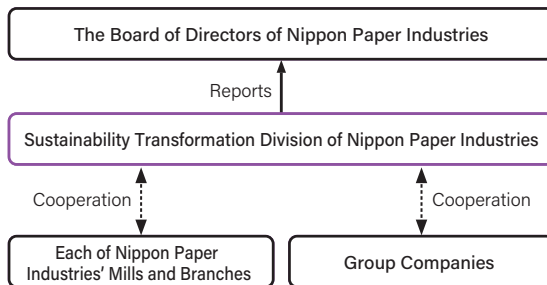 The Board of Directors of Nippon Paper Industries
Reports
Sustainability Transformation Division of Nippon Paper Industries
Cooperation
Cooperation
Each of Nippon Paper
Industries' Mills and Branches
Group Companies